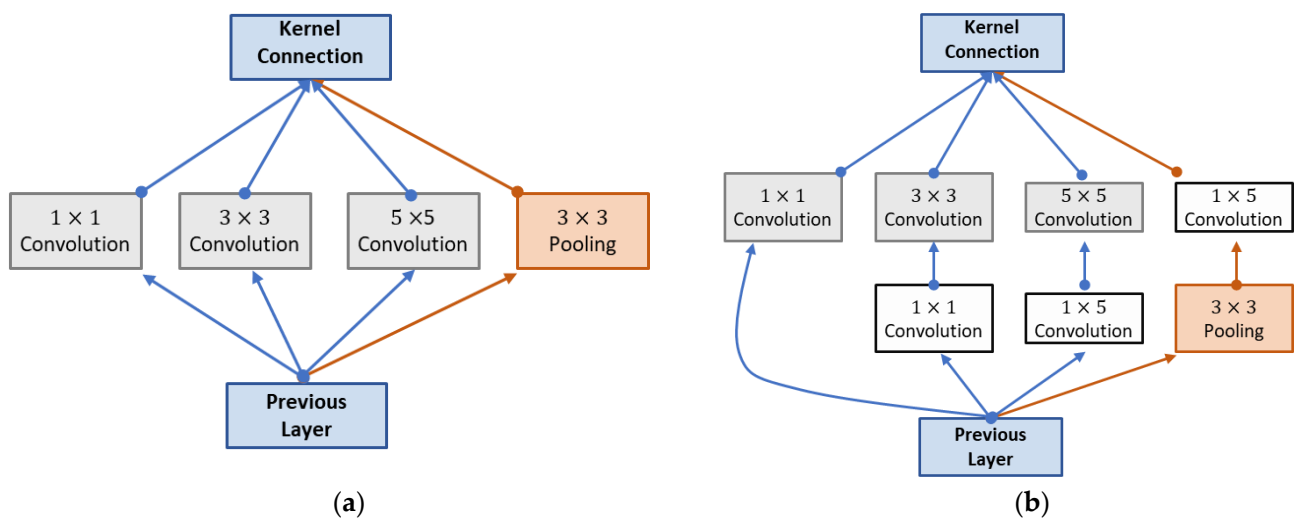 Kernel
Connection
1 × 1
Convolution
3 × 3
Convolution
5 ×5
Convolution
3 × 3
Pooling
Previous
Layer
(a)
Kernel
Connection
1 × 1
Convolution
3 × 3
Convolution
5 × 5
Convolution
1 × 5
Convolution
1 × 1
Convolution
1 × 5
Convolution
3 × 3
Pooling
Previous
Layer
(b)